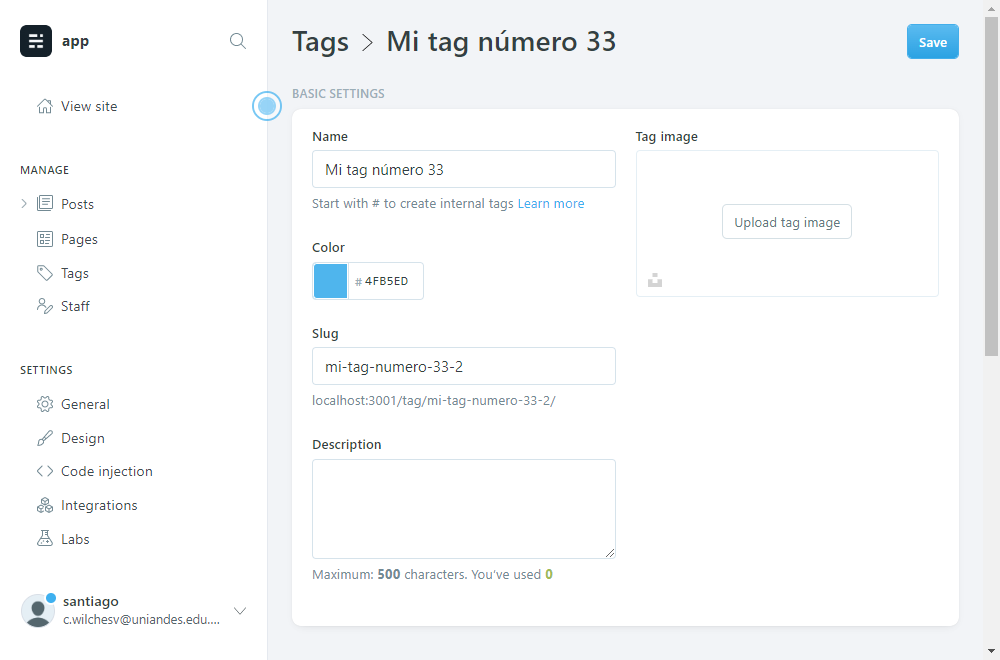 app
View site
MANAGE
Posts
Pages
Tags
Staff
SETTINGS
General
Design
Code injection
Integrations
Labs
santiago
c.wilchesv@uniandes.edu....
Tags > Mi tag número 33
Save
BASIC SETTINGS
Name
Mi tag número 33
Start with # to create internal tags Learn more
Color
# 4FB5ED
Slug
mi-tag-numero-33-2
localhost:3001/tag/mi-tag-numero-33-2/
Description
Maximum: 500 characters. You've used 0
Tag image
Upload tag image